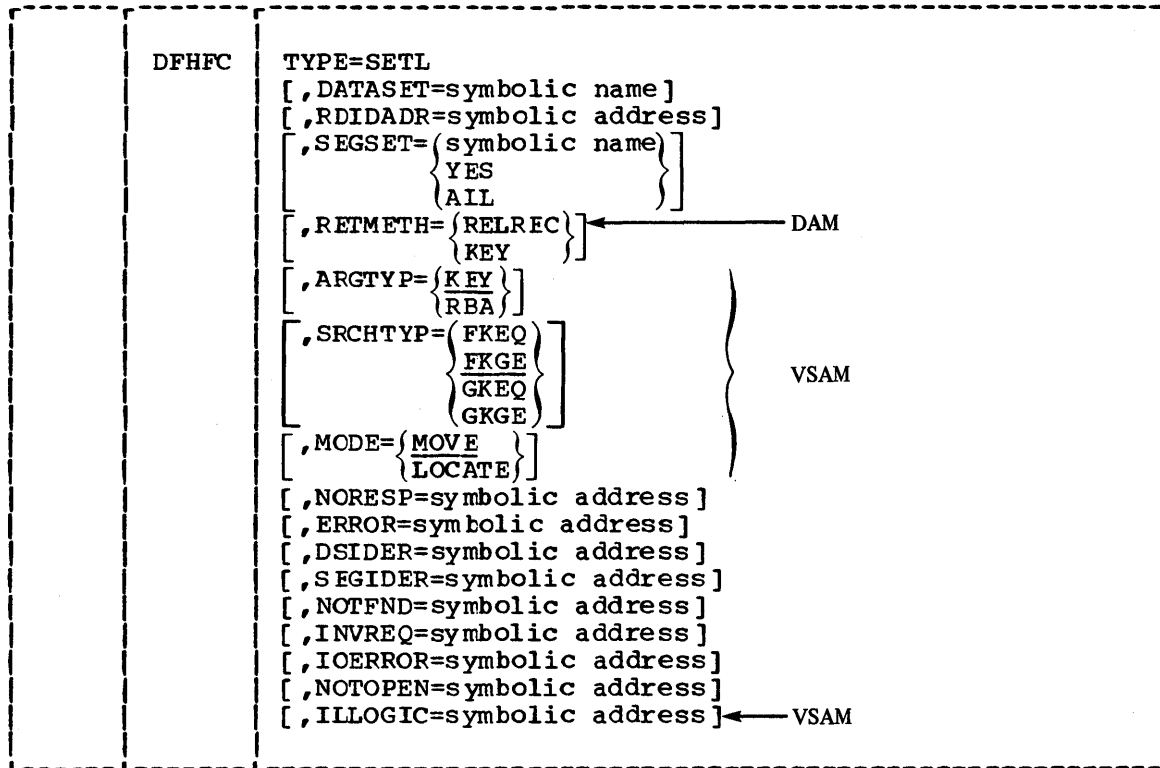 DFHFC TYPE=SETL
[,DATASET=symbolic name]
[,RDIDADR=symbolic address]
[,SEGSET={symbolic name
YES
ALL}]
[,RETMETH={RELREC
KEY}] DAM
[,ARGTYP={KEY
RBA}]
[,SRCHTYP={FKEQ
FKGE
GKEQ
GKGE}]
VSAM
[,MODE={MOVE
LOCATE}]
[,NORESP=symbolic address]
[,ERROR=symbolic address]
[,DSIDER=symbolic address]
[,SEGIDER=symbolic address]
[,NOTFND=symbolic address]
[,INVREQ=symbolic address]
[,IOERROR=symbolic address]
[,NOTOPEN=symbolic address]
[,ILLOGIC=symbolic address] VSAM